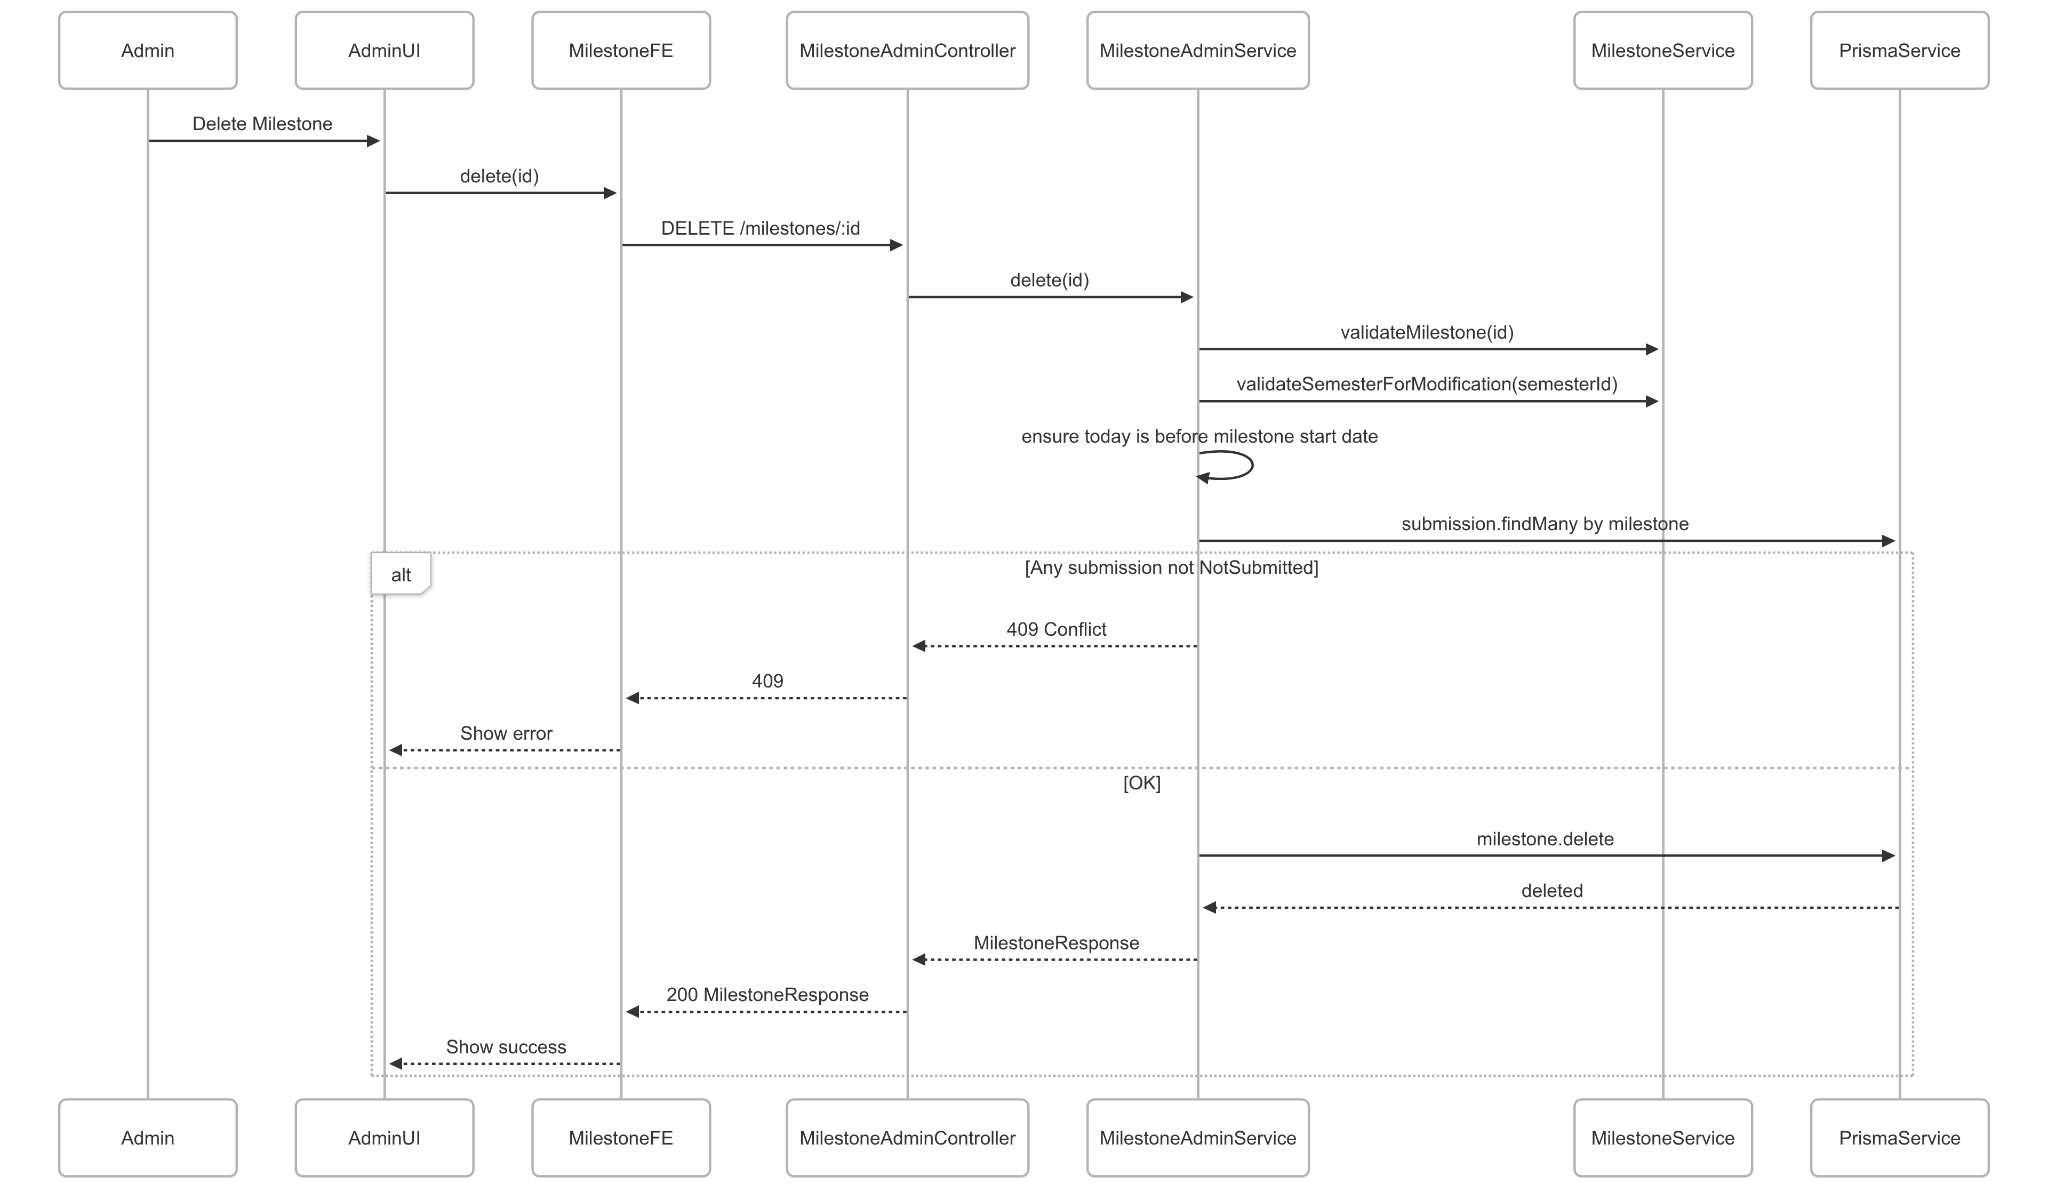 Admin
AdminUI
MilestoneFE
MilestoneAdminController
MilestoneAdminService
MilestoneService
PrismaService
Delete Milestone
delete(id)
DELETE /milestones/:id
delete(id)
validateMilestone(id)
validateSemesterForModification(semesterId)
ensure today is before milestone start date
submission.findMany by milestone
alt
[Any submission not NotSubmitted]
409 Conflict
409
Show error
[OK]
milestone.delete
deleted
MilestoneResponse
200 MilestoneResponse
Show success
Admin
AdminUI
MilestoneFE
MilestoneAdminController
MilestoneAdminService
MilestoneService
PrismaService